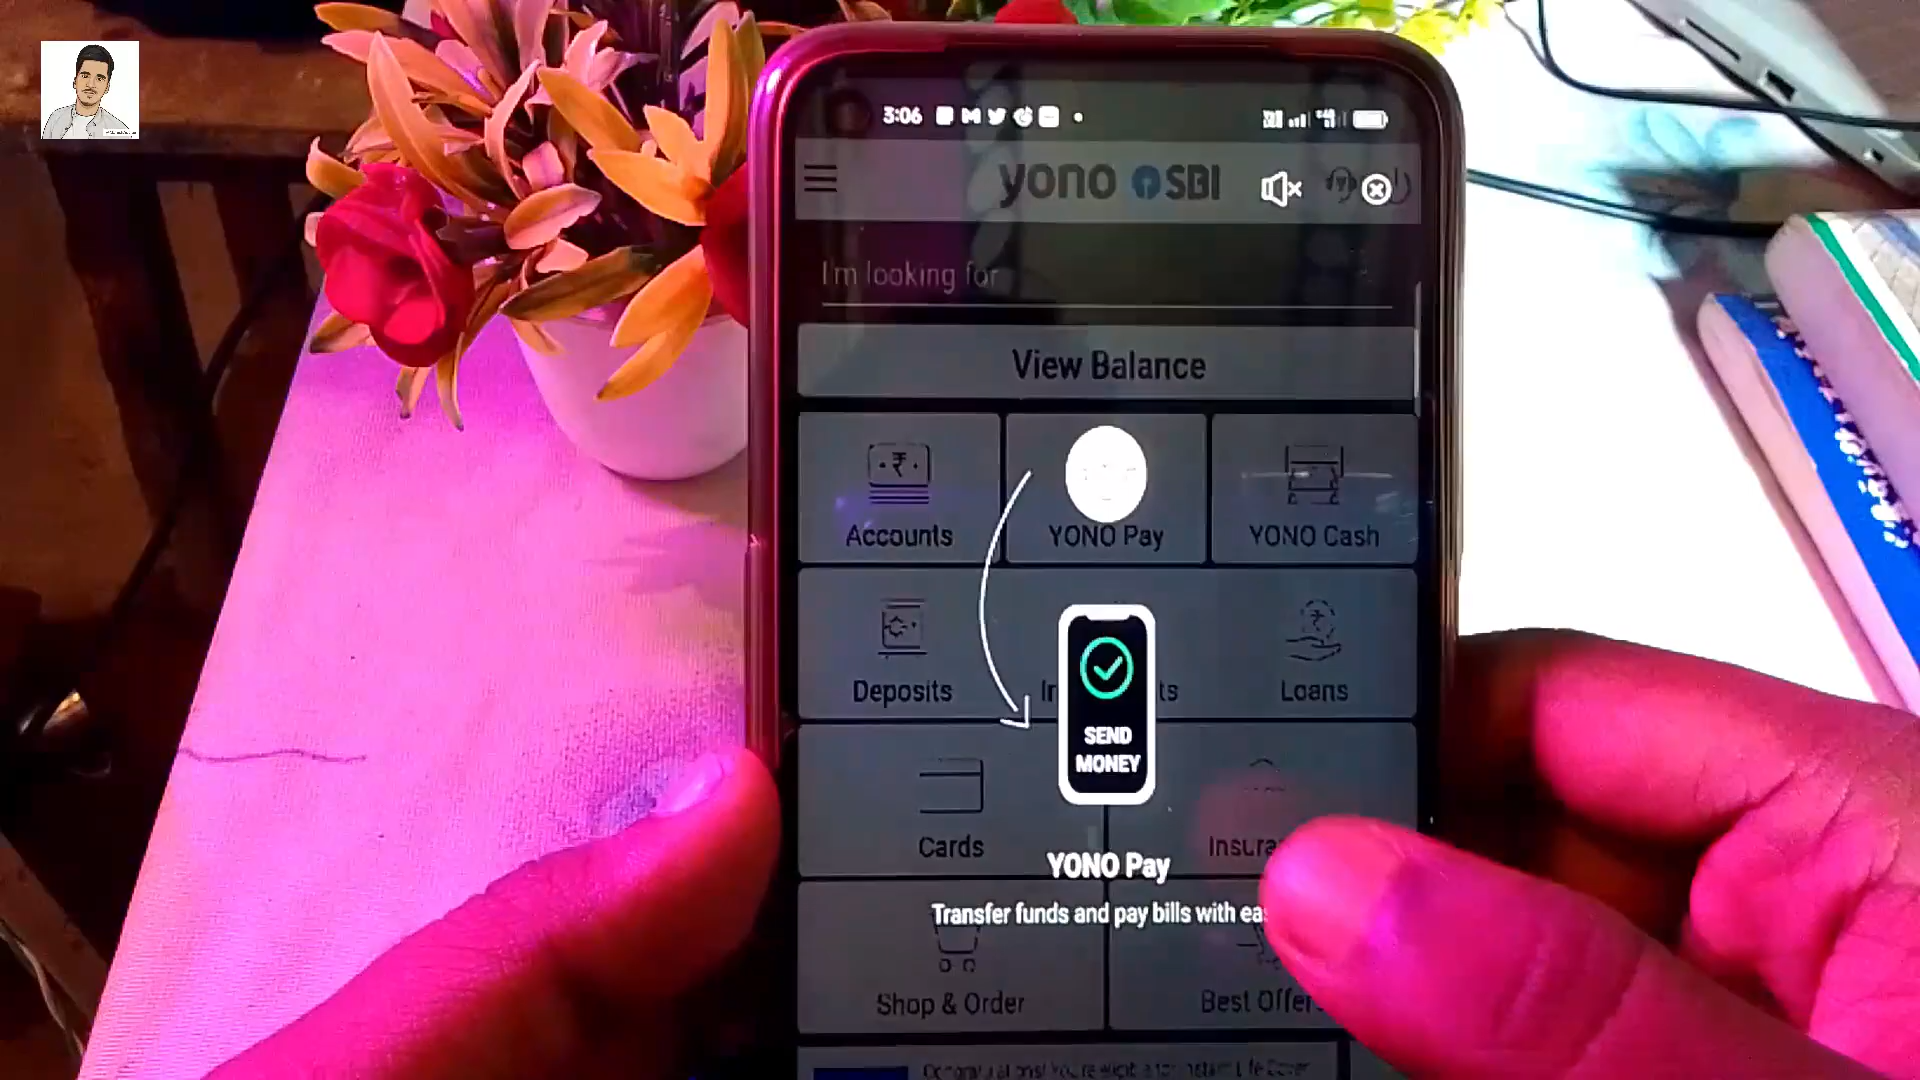 3:06
yono SBI
I'm looking for
View Balance
Accounts
YONO Pay
YONO Cash
Deposits
Loans
SEND
MONEY
Cards
YONO Pay
Transfer funds and pay bills with
Shop & Order
Best